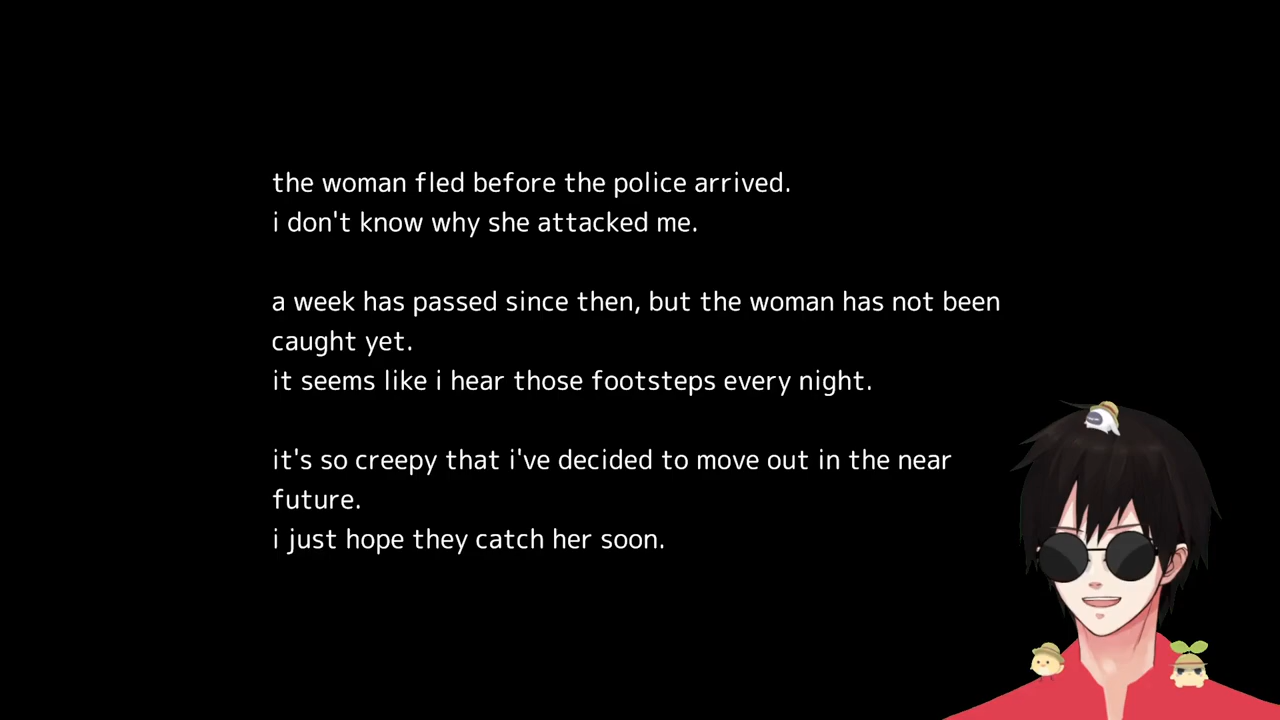 the woman fled before the police arrived.
i don't know why she attacked me.
a week has passed since then, but the woman has not been
caught yet.
it seems like i hear those footsteps every night.
it's so creepy that i've decided to move out in the near
future.
i just hope they catch her soon.